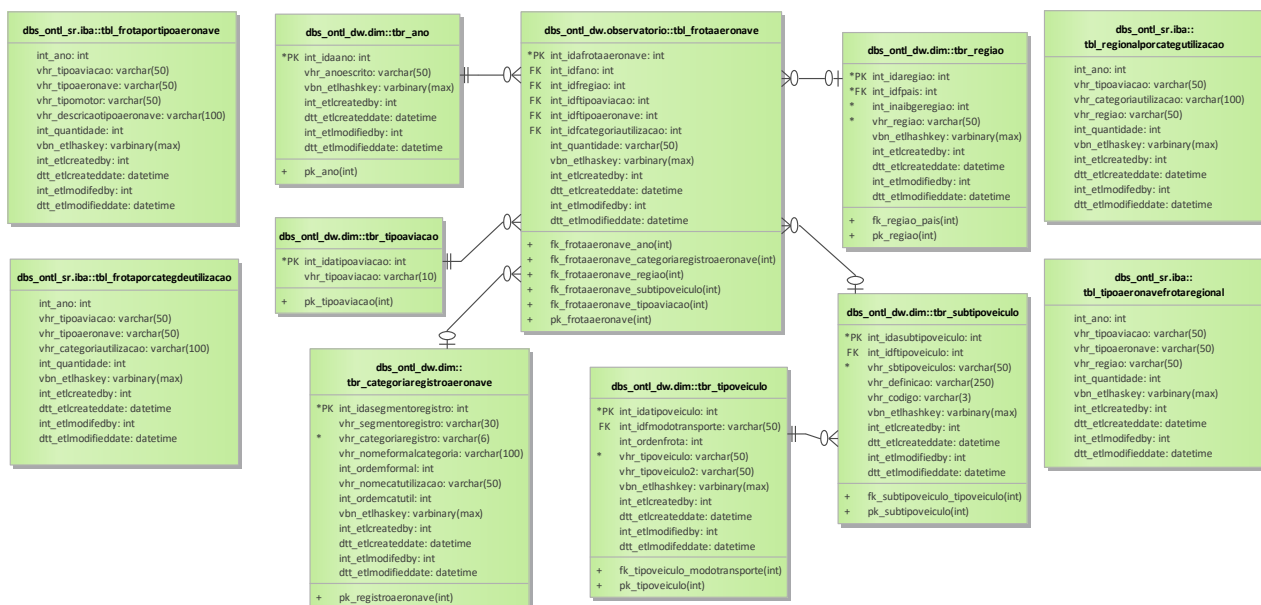 dbs_ontl_sr.iba::tbl_frotaportipoaeronave
int_ano: int
vhr_tipoaviacao: varchar(50)
vhr_tipoaeronave: varchar(50)
vhr_tipomotor: varchar(50)
vhr_descricaotipoaeronave: varchar(100)
int_quantidade: int
vbn_etlhaskey: varbinary(max)
int_etlcreatedby: int
dtt_etlcreateddate: datetime
int_etlmodifedby: int
dtt_etlmodifieddate: datetime
dbs_ontl_dw.dim::tbr_ano
*PK int_idaano: int
vhr_anoescrito: varchar(50)
vbn_etlhashkey: varbinary(max)
int_etlcreatedby: int
dtt_etlcreateddate: datetime
int_etlmodifiedby: int
dtt_etlmodifieddate: datetime
+ pk_ano(int)
dbs_ontl_dw.observatorio::tbl_frotaaeronave
*PK int_idafrotaaeronave: int
FK int_idfano: int
FK int_idfregiao: int
FK int_idftipoaviacao: int
FK int_idftipoaeronave: int
FK int_idfcategoriautilizacao: int
int_quantidade: varchar(50)
vbn_etlhaskey: varbinary(max)
int_etlcreatedby: int
dtt_etlcreateddate: datetime
int_etlmodifedby: int
dtt_etlmodifieddate: datetime
+ fk_frotaaeronave_ano(int)
+ fk_frotaaeronave_categoriaregistroaeronave(int)
+ fk_frotaaeronave_regiao(int)
+ fk_frotaaeronave_subtipoveiculo(int)
+ fk_frotaaeronave_tipoaviacao(int)
+ pk_frotaaeronave(int)
dbs_ontl_dw.dim::tbr_regiao
*PK int_idaregiao: int
*FK int_idfpais: int
* int_inaibgeregiao: int
* vhr_regiao: varchar(50)
vbn_etlhashkey: varbinary(max)
int_etlcreatedby: int
dtt_etlcreateddate: datetime
int_etlmodifiedby: int
dtt_etlmodifieddate: datetime
+ fk_regiao_pais(int)
+ pk_regiao(int)
dbs_ontl_sr.iba::
tbl_regionalporcategutilizacao
int_ano: int
vhr_tipoaviacao: varchar(50)
vhr_categoriautilizacao: varchar(100)
vhr_regiao: varchar(50)
int_quantidade: int
vbn_etlhaskey: varbinary(max)
int_etlcreatedby: int
dtt_etlcreateddate: datetime
int_etlmodifedby: int
dtt_etlmodifieddate: datetime
dbs_ontl_sr.iba::tbl_frotaporcategdeutilizacao
int_ano: int
vhr_tipoaviacao: varchar(50)
vhr_tipoaeronave: varchar(50)
vhr_categoriautilizacao: varchar(100)
int_quantidade: int
vbn_etlhaskey: varbinary(max)
int_etlcreatedby: int
dtt_etlcreateddate: datetime
int_etlmodifedby: int
dtt_etlmodifieddate: datetime
dbs_ontl_dw.dim::tbr_tipoaviacao
*PK int_idatipoaviacao: int
vhr_tipoaviacao: varchar(10)
+ pk_tipoaviacao(int)
dbs_ontl_dw.dim::
tbr_categoriaregistroaeronave
*PK int_idasegmentoregistro: int
vhr_segmentoregistro: varchar(30)
* vhr_categoriaregistro: varchar(6)
vhr_nomeformalcategoria: varchar(100)
int_ordemformal: int
vhr_nomecatutilizacao: varchar(50)
int_ordemcatutil: int
vbn_etlhaskey: varbinary(max)
int_etlcreatedby: int
dtt_etlcreateddate: datetime
int_etlmodifedby: int
dtt_etlmodifieddate: datetime
+ pk_registroaeronave(int)
dbs_ontl_dw.dim::tbr_tipoveiculo
*PK int_idatipoveiculo: int
FK int_idfmodotransporte: varchar(50)
int_ordenfrota: int
* vhr_tipoveiculo: varchar(50)
vhr_tipoveiculo2: varchar(50)
vbn_etlhashkey: varbinary(max)
int_etlcreatedby: int
dtt_etlcreateddate: datetime
int_etlmodifiedby: int
dtt_etlmodifeddate: datetime
+ fk_tipoveiculo_modotransporte(int)
+ pk_tipoveiculo(int)
dbs_ontl_dw.dim::tbr_subtipoveiculo
*PK int_idasubtipoveiculo: int
FK int_idftipoveiculo: int
* vhr_sbtipoveiculos: varchar(50)
vhr_definicao: varchar(250)
vhr_codigo: varchar(3)
vbn_etlhashkey: varbinary(max)
int_etlcreatedby: int
dtt_etlcreateddate: datetime
int_etlmodifiedby: int
dtt_etlmodifieddate: datetime
+ fk_subtipoveiculo_tipoveiculo(int)
+ pk_subtipoveiculo(int)
dbs_ontl_sr.iba::
tbl_tipoaeronavefrotaregional
int_ano: int
vhr_tipoaviacao: varchar(50)
vhr_tipoaeronave: varchar(50)
vhr_regiao: varchar(50)
int_quantidade: int
vbn_etlhaskey: varbinary(max)
int_etlcreatedby: int
dtt_etlcreateddate: datetime
int_etlmodifedby: int
dtt_etlmodifieddate: datetime